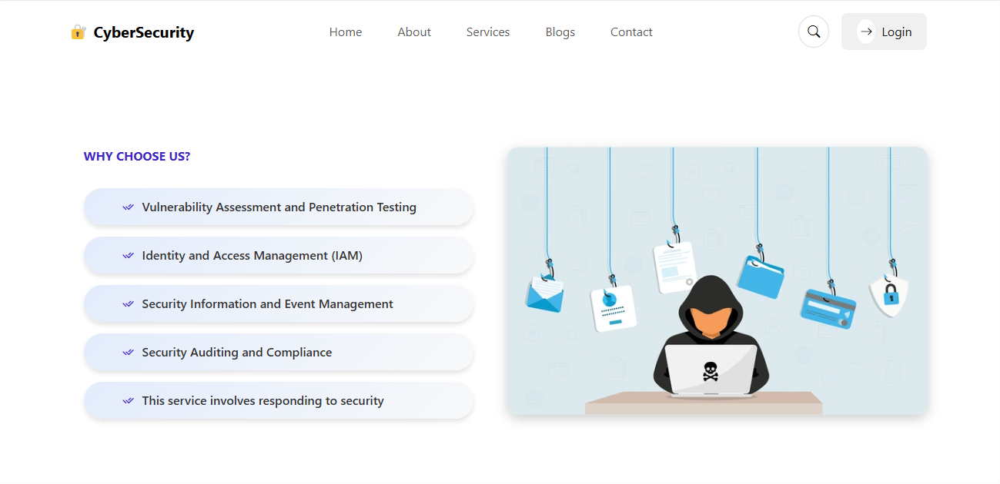 CyberSecurity
Home
About
Services
Blogs
Contact
Login
WHY CHOOSE US?
Vulnerability Assessment and Penetration Testing
Identity and Access Management (IAM)
Security Information and Event Management
Security Auditing and Compliance
This service involves responding to security